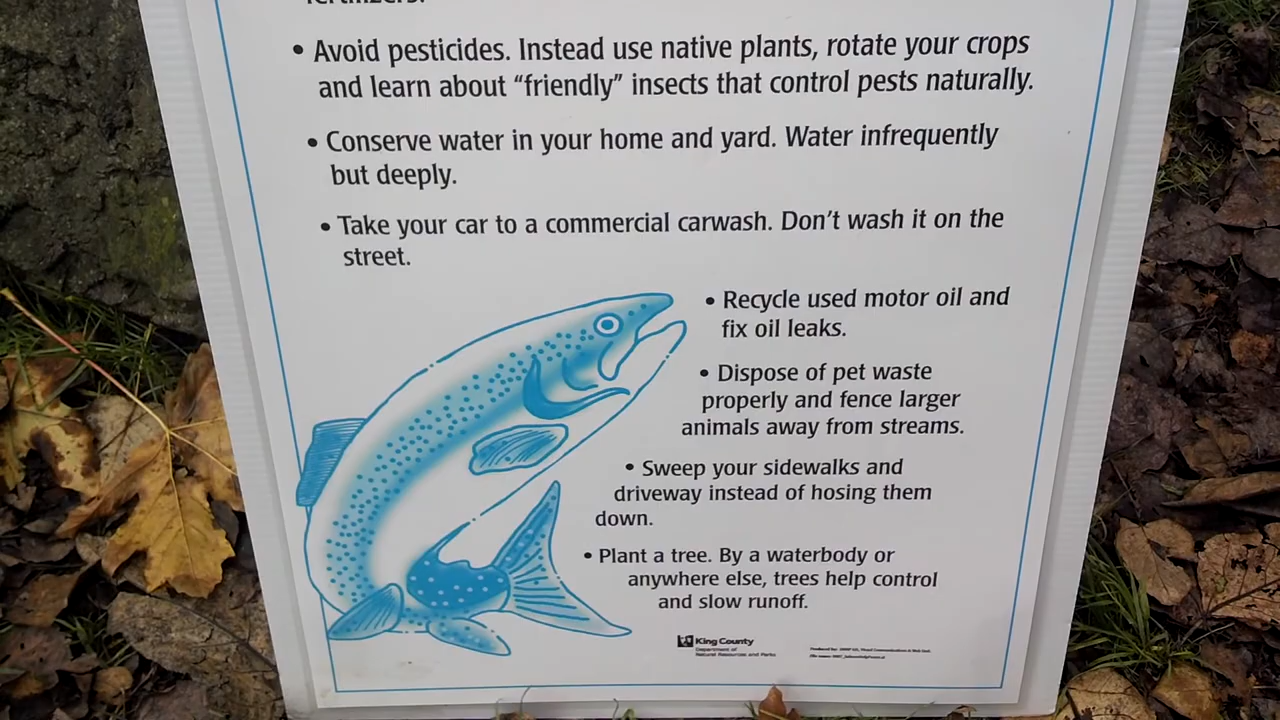 fertilizers.
• Avoid pesticides. Instead use native plants, rotate your crops
and learn about “friendly” insects that control pests naturally.
• Conserve water in your home and yard. Water infrequently
but deeply.
• Take your car to a commercial carwash. Don’t wash it on the
street.
• Recycle used motor oil and
fix oil leaks.
• Dispose of pet waste
properly and fence larger
animals away from streams.
• Sweep your sidewalks and
driveway instead of hosing them
down.
• Plant a tree. By a waterbody or
anywhere else, trees help control
and slow runoff.
King County
Department of
Natural Resources and Parks